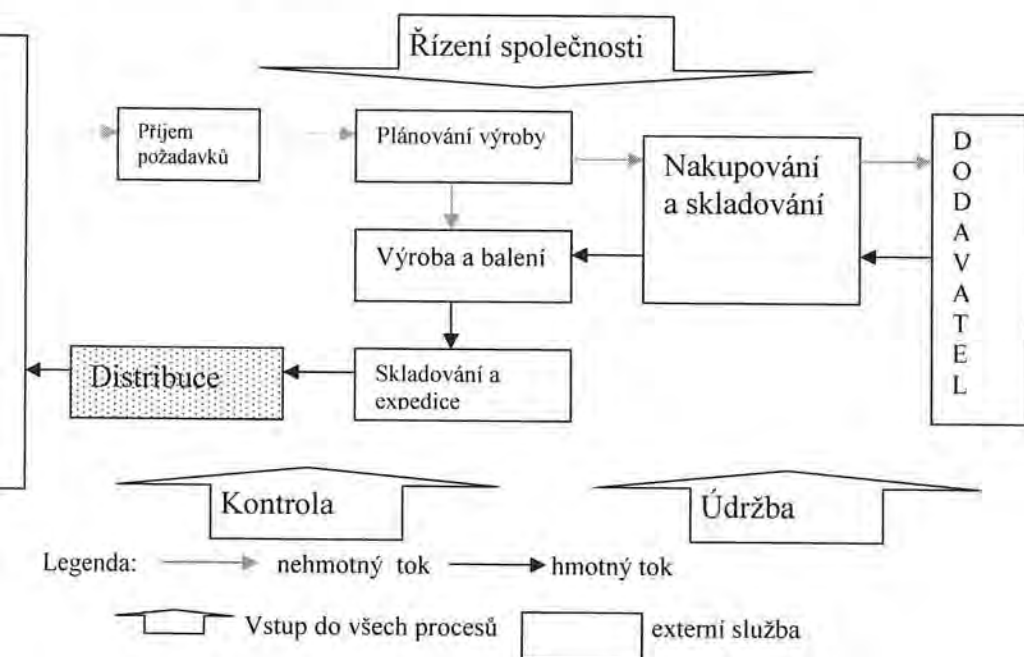 Řízení společnosti
Příjem
požadavků
Plánování výroby
Nakupování
a skladování
D
O
D
A
V
A
T
E
L
Výroba a balení
Distribuce
Skladování a
expedice
Kontrola
Údržba
Legenda:
nehmotný tok
hmotný tok
Vstup do všech procesů
externí služba